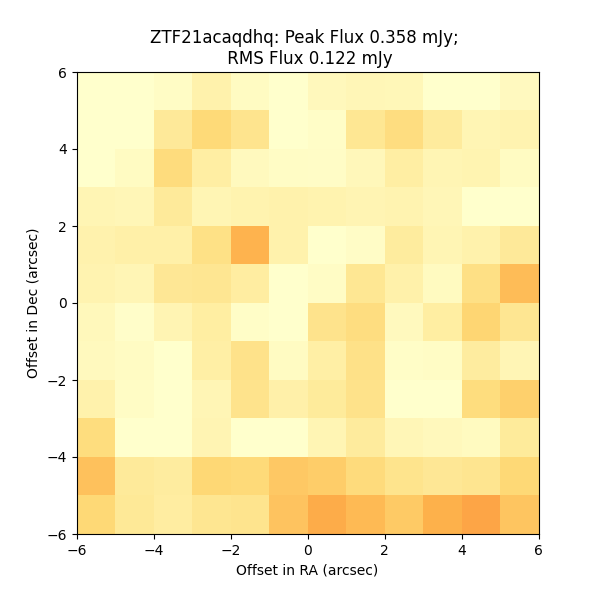 ZTF21acaqdhq: Peak Flux 0.358 mJy;
RMS Flux 0.122 mJy
6
4
2
0
−2
−4
−6
Offset in Dec (arcsec)
−6 −4 −2 0 2 4 6
Offset in RA (arcsec)